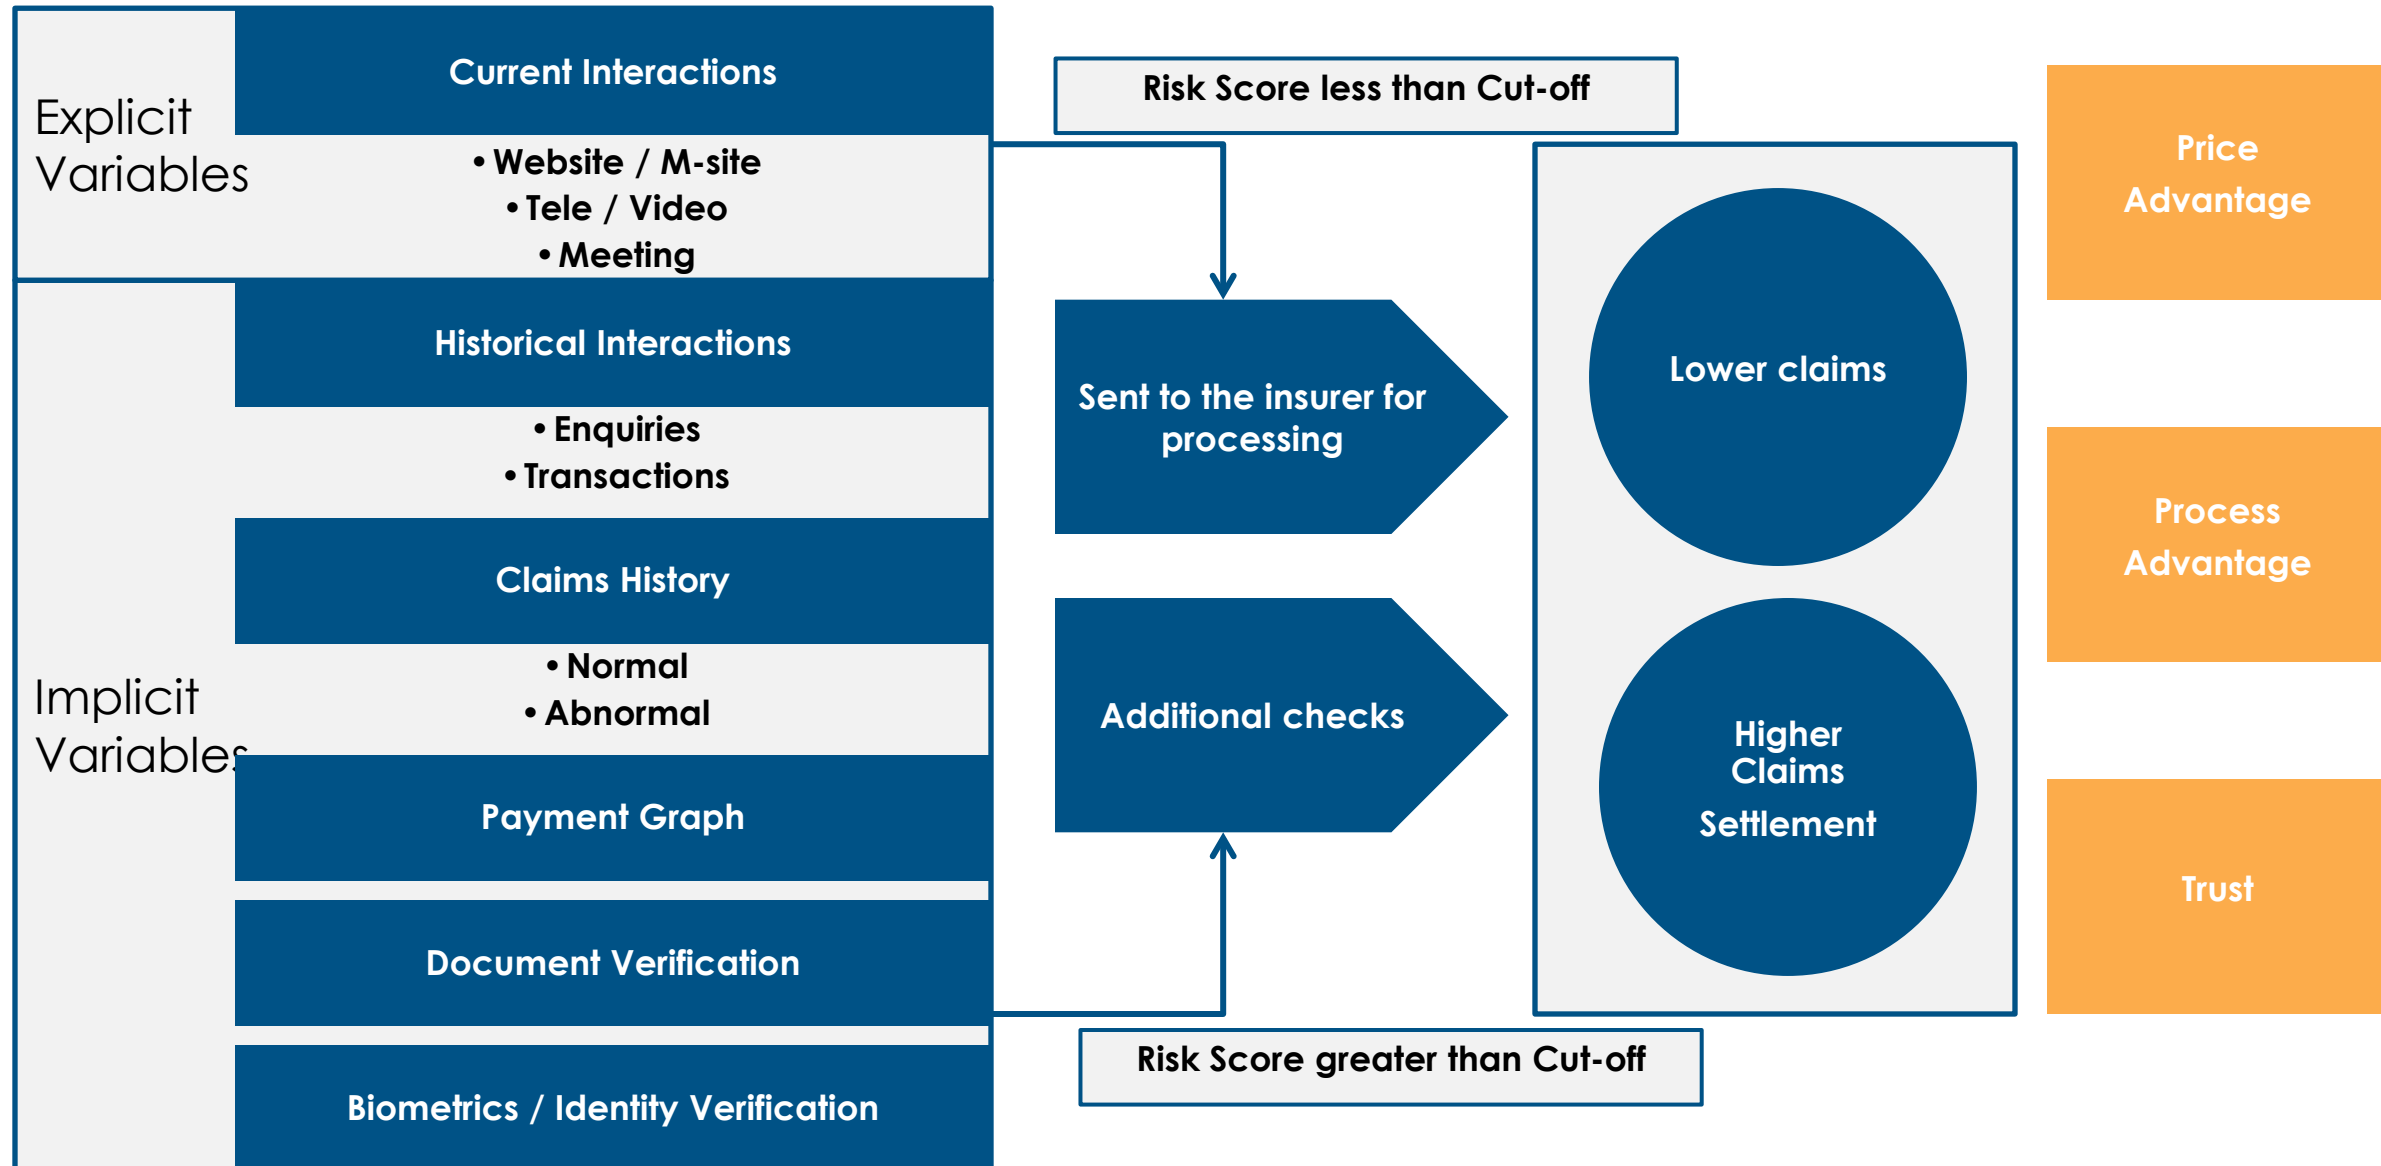 Explicit
Variables
Current Interactions
• Website / M-site
• Tele / Video
• Meeting
Implicit
Variables
Historical Interactions
• Enquiries
• Transactions
Claims History
• Normal
• Abnormal
Payment Graph
Document Verification
Biometrics / Identity Verification
Risk Score less than Cut-off
Sent to the insurer for
processing
Additional checks
Risk Score greater than Cut-off
Lower claims
Higher
Claims
Settlement
Price
Advantage
Process
Advantage
Trust